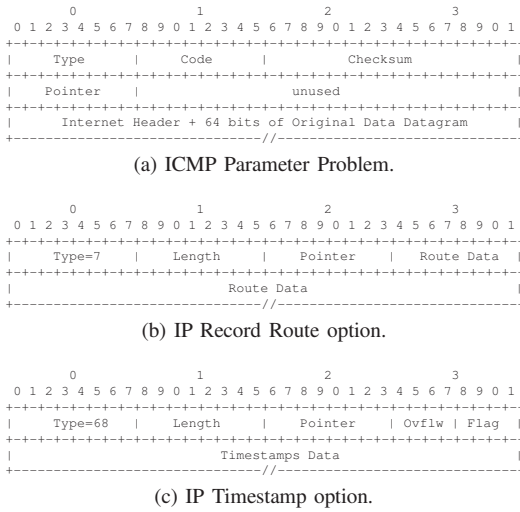 0 1 2 3
0 1 2 3 4 5 6 7 8 9 0 1 2 3 4 5 6 7 8 9 0 1 2 3 4 5 6 7 8 9 0 1
+-+-+-+-+-+-+-+-+-+-+-+-+-+-+-+-+-+-+-+-+-+-+-+-+-+-+-+-+-+-+-+-+
| Type | Code | Checksum |
+-+-+-+-+-+-+-+-+-+-+-+-+-+-+-+-+-+-+-+-+-+-+-+-+-+-+-+-+-+-+-+-+
| Pointer | unused |
+-+-+-+-+-+-+-+-+-+-+-+-+-+-+-+-+-+-+-+-+-+-+-+-+-+-+-+-+-+-+-+-+
| Internet Header + 64 bits of Original Data Datagram |
+-------------------------------//-------------------------------
(a) ICMP Parameter Problem.
0 1 2 3
0 1 2 3 4 5 6 7 8 9 0 1 2 3 4 5 6 7 8 9 0 1 2 3 4 5 6 7 8 9 0 1
+-+-+-+-+-+-+-+-+-+-+-+-+-+-+-+-+-+-+-+-+-+-+-+-+-+-+-+-+-+-+-+-+
| Type=7 | Length | Pointer | Route Data |
+-+-+-+-+-+-+-+-+-+-+-+-+-+-+-+-+-+-+-+-+-+-+-+-+-+-+-+-+-+-+-+-+
| Route Data |
+-------------------------------//-------------------------------
(b) IP Record Route option.
0 1 2 3
0 1 2 3 4 5 6 7 8 9 0 1 2 3 4 5 6 7 8 9 0 1 2 3 4 5 6 7 8 9 0 1
+-+-+-+-+-+-+-+-+-+-+-+-+-+-+-+-+-+-+-+-+-+-+-+-+-+-+-+-+-+-+-+-+
| Type=68 | Length | Pointer | Ovflw | Flag |
+-+-+-+-+-+-+-+-+-+-+-+-+-+-+-+-+-+-+-+-+-+-+-+-+-+-+-+-+-+-+-+-+
| Timestamps Data |
+-------------------------------//-------------------------------
(c) IP Timestamp option.